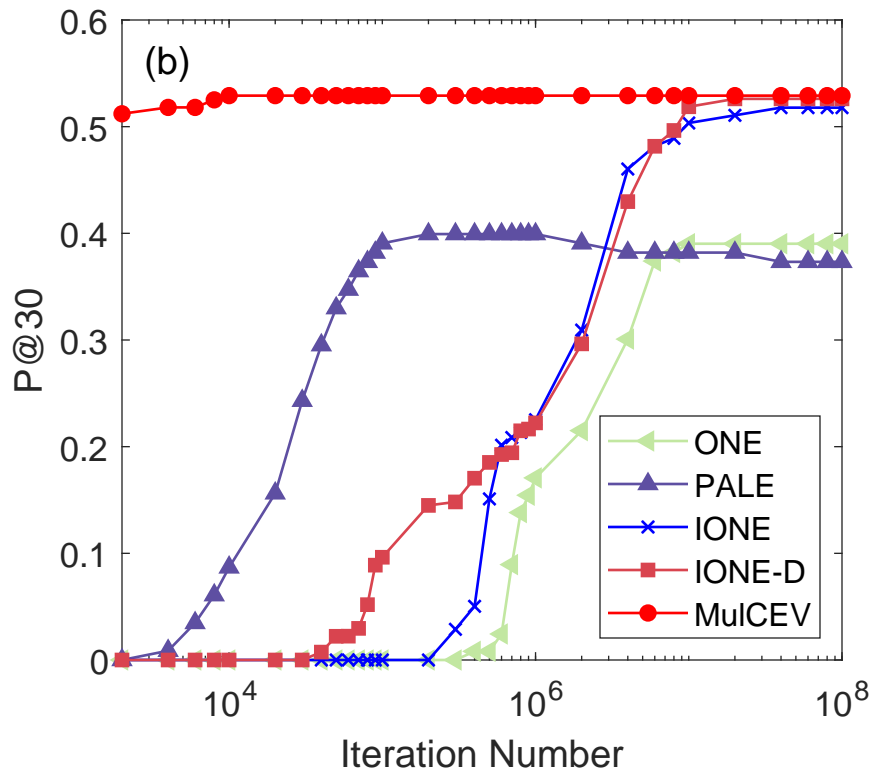 (b)
P@30
0.6
0.5
0.4
0.3
0.2
0.1
0
10^4
10^6
10^8
Iteration Number
ONE
PALE
IONE
IONE-D
MulCEV